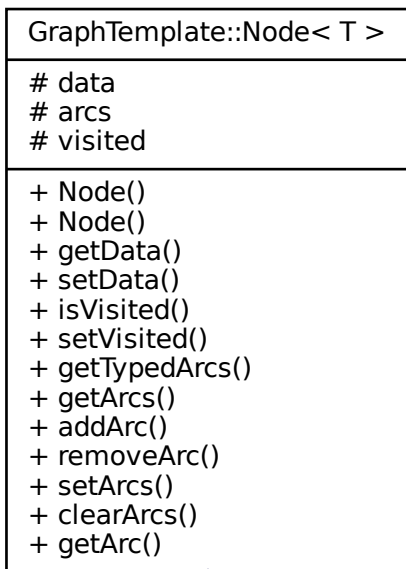 GraphTemplate::Node< T >
# data
# arcs
# visited
+ Node()
+ Node()
+ getData()
+ setData()
+ isVisited()
+ setVisited()
+ getTypedArcs()
+ getArcs()
+ addArc()
+ removeArc()
+ setArcs()
+ clearArcs()
+ getArc()